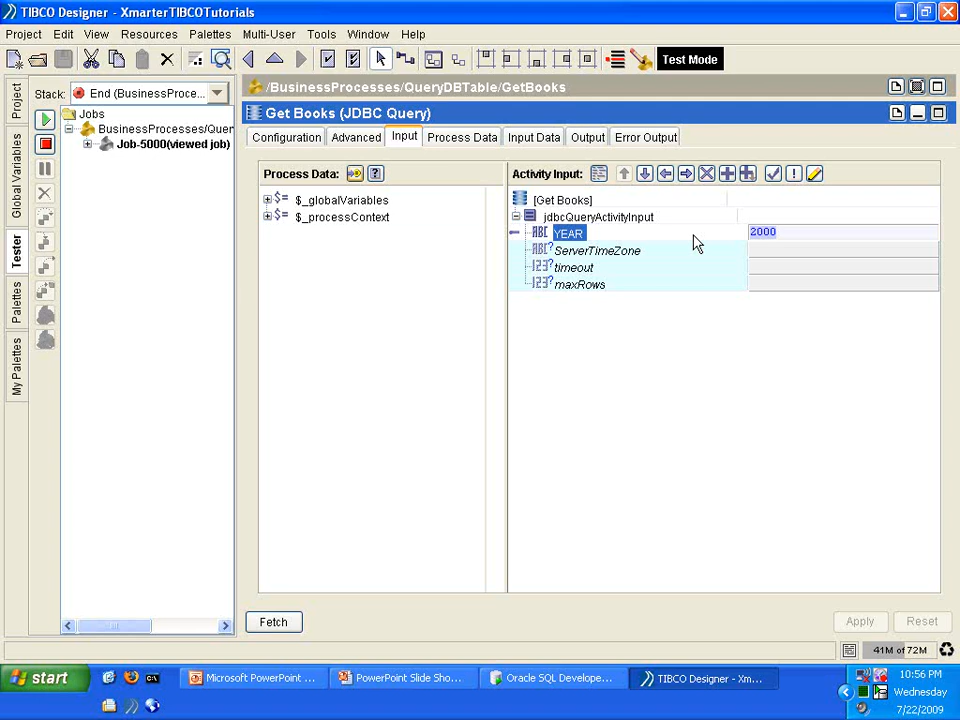 TIBCO Designer - XmarterTIBCOTutorials
Project Edit View Resources Palettes Multi-User Tools Window Help
Test Mode
Stack: End (BusinessProce...
/BusinessProcesses/QueryDBTable/GetBooks
Get Books (JDBC Query)
Configuration Advanced Input Process Data Input Data Output Error Output
Project
Global Variables
Tester
Palettes
My Palettes
Jobs
BusinessProcesses/Quer
Job-5000(viewed job)
Process Data:
$= $_globalVariables
$= $_processContext
Activity Input:
[Get Books]
jdbcQueryActivityInput
ABC YEAR 2000
ABC? ServerTimeZone
123? timeout
123? maxRows
Fetch Apply Reset
41M of 72M
start Microsoft PowerPoint ... PowerPoint Slide Sho... Oracle SQL Develope... TIBCO Designer - Xm...
10:56 PM
Wednesday
7/22/2009